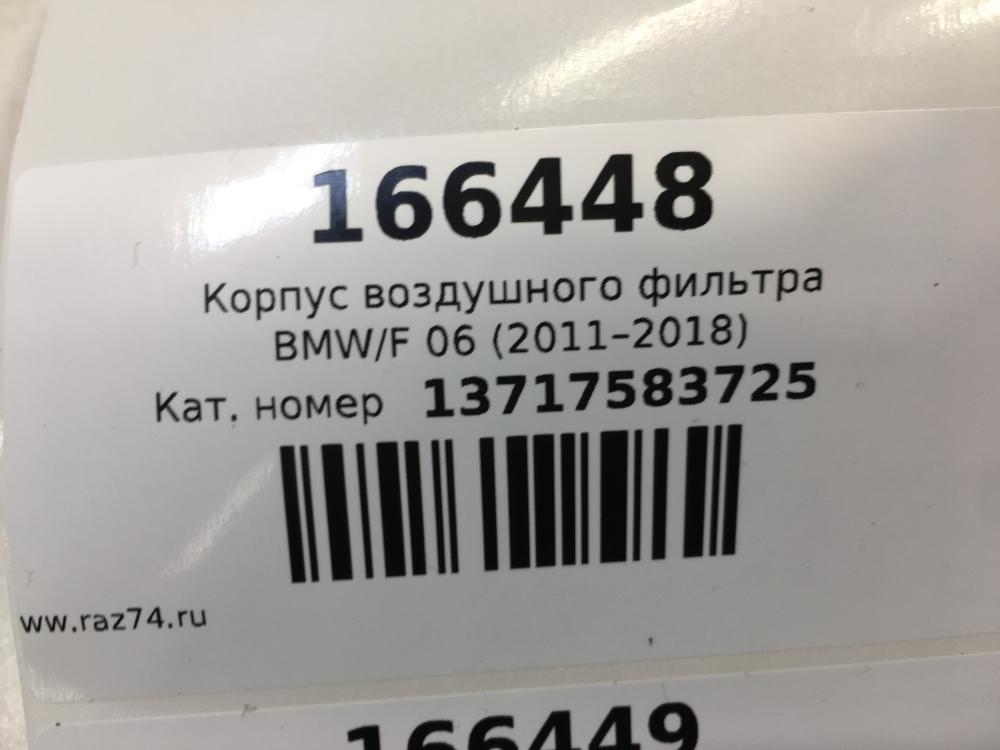 166448
Корпус воздушного фильтра
BMW/F 06 (2011–2018)
Кат. номер 13717583725
ww.raz74.ru
166449